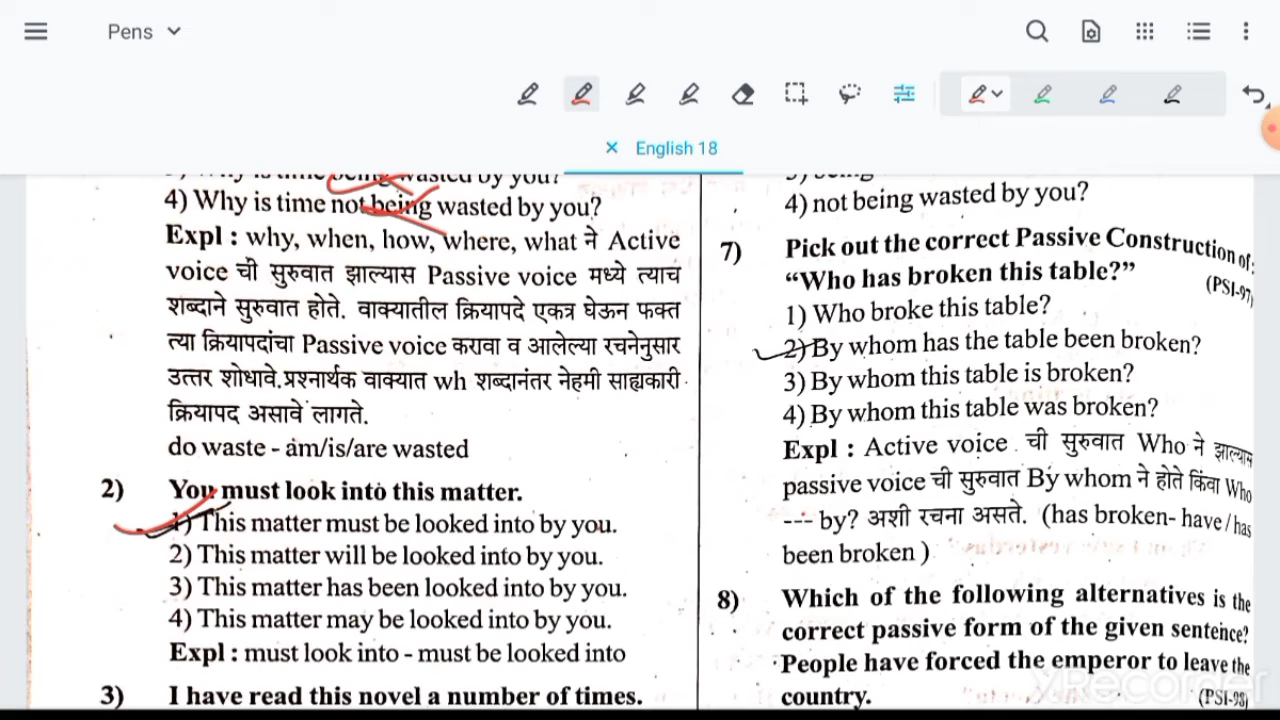 Pens
English 18
wasted by you?
4) Why is time not being wasted by you?
Expl : why, when, how, where, what ने Active
voice ची सुरुवात झाल्यास Passive voice मध्ये त्याच
शब्दाने सुरुवात होते. वाक्यातील क्रियापदे एकत्र घेऊन फक्त
त्या क्रियापदांचा Passive voice करावा व आलेल्या रचनेनुसार
उत्तर शोधावे.प्रश्नार्थक वाक्यात wh शब्दानंतर नेहमी साह्यकारी
क्रियापद असावे लागते.
do waste - am/is/are wasted
2) You must look into this matter.
1) This matter must be looked into by you.
2) This matter will be looked into by you.
3) This matter has been looked into by you.
4) This matter may be looked into by you.
Expl : must look into - must be looked into
3) I have read this novel a number of times.
4) not being wasted by you?
7) Pick out the correct Passive Construction of:
“Who has broken this table?”
(PSI-97)
1) Who broke this table?
2) By whom has the table been broken?
3) By whom this table is broken?
4) By whom this table was broken?
Expl : Active voice ची सुरुवात Who ने झाल्यास
passive voice ची सुरुवात By whom ने होते किंवा Who
--- by? अशी रचना असते. (has broken- have / has
been broken )
8) Which of the following alternatives is the
correct passive form of the given sentence?
People have forced the emperor to leave the
country. (PSI-98)
XRecorder